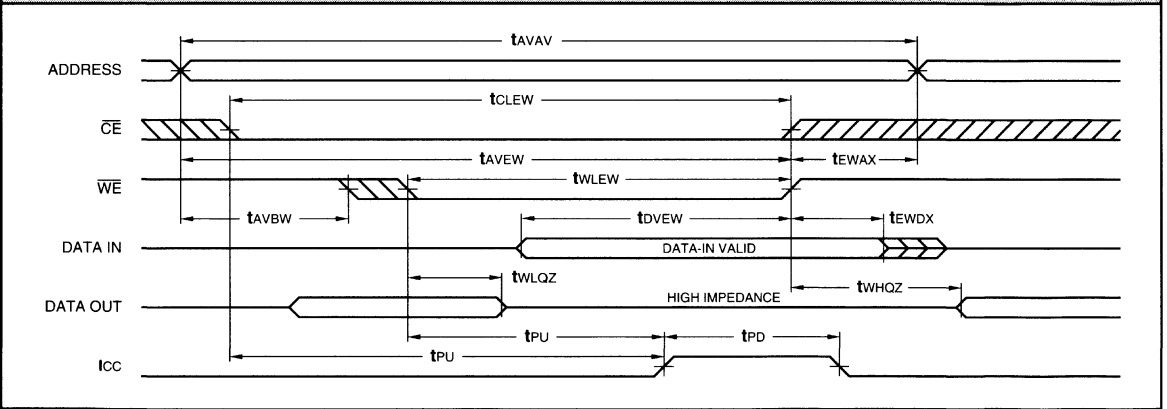 tAVAV
ADDRESS
tCLEW
CE
tAVEW
tEWAX
WE
tWLEW
tAVBW
tDVEW
tEWDX
DATA IN
DATA-IN VALID
tWLQZ
tWHQZ
DATA OUT
HIGH IMPEDANCE
tPU
tPD
tPU
ICC